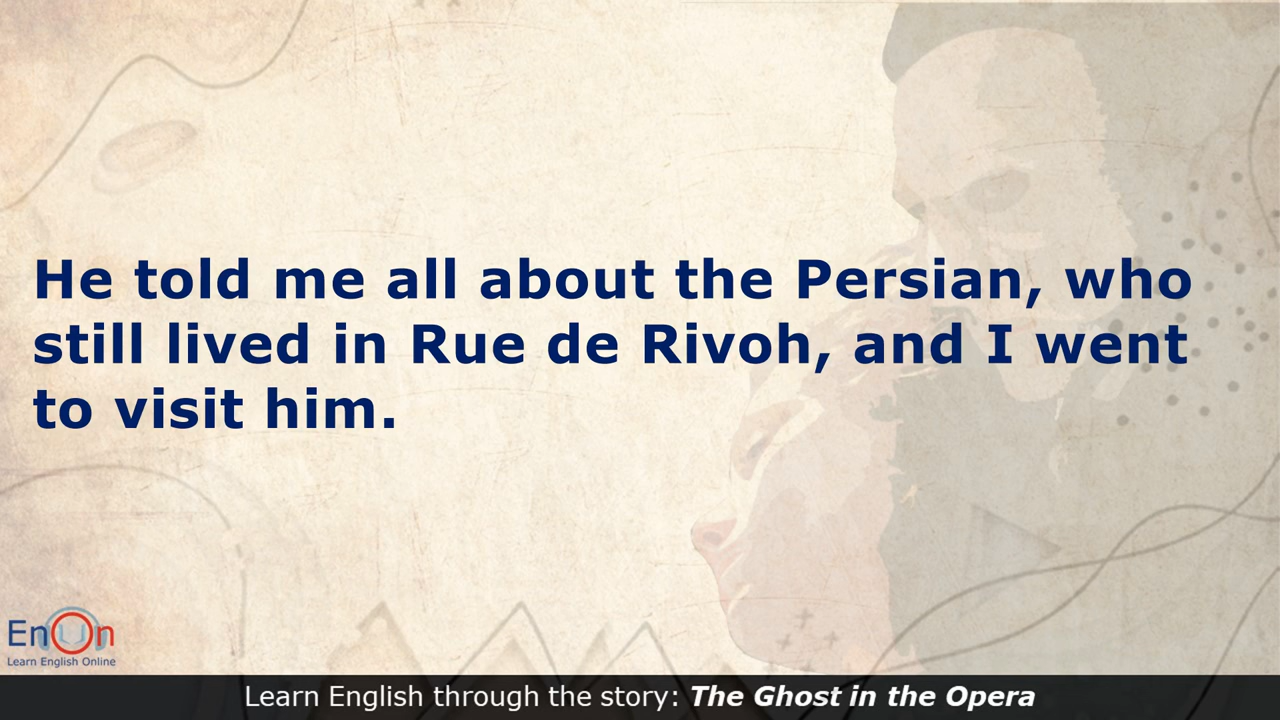 He told me all about the Persian, who
still lived in Rue de Rivoh, and I went
to visit him.
EnOn
Learn English Online
Learn English through the story: The Ghost in the Opera